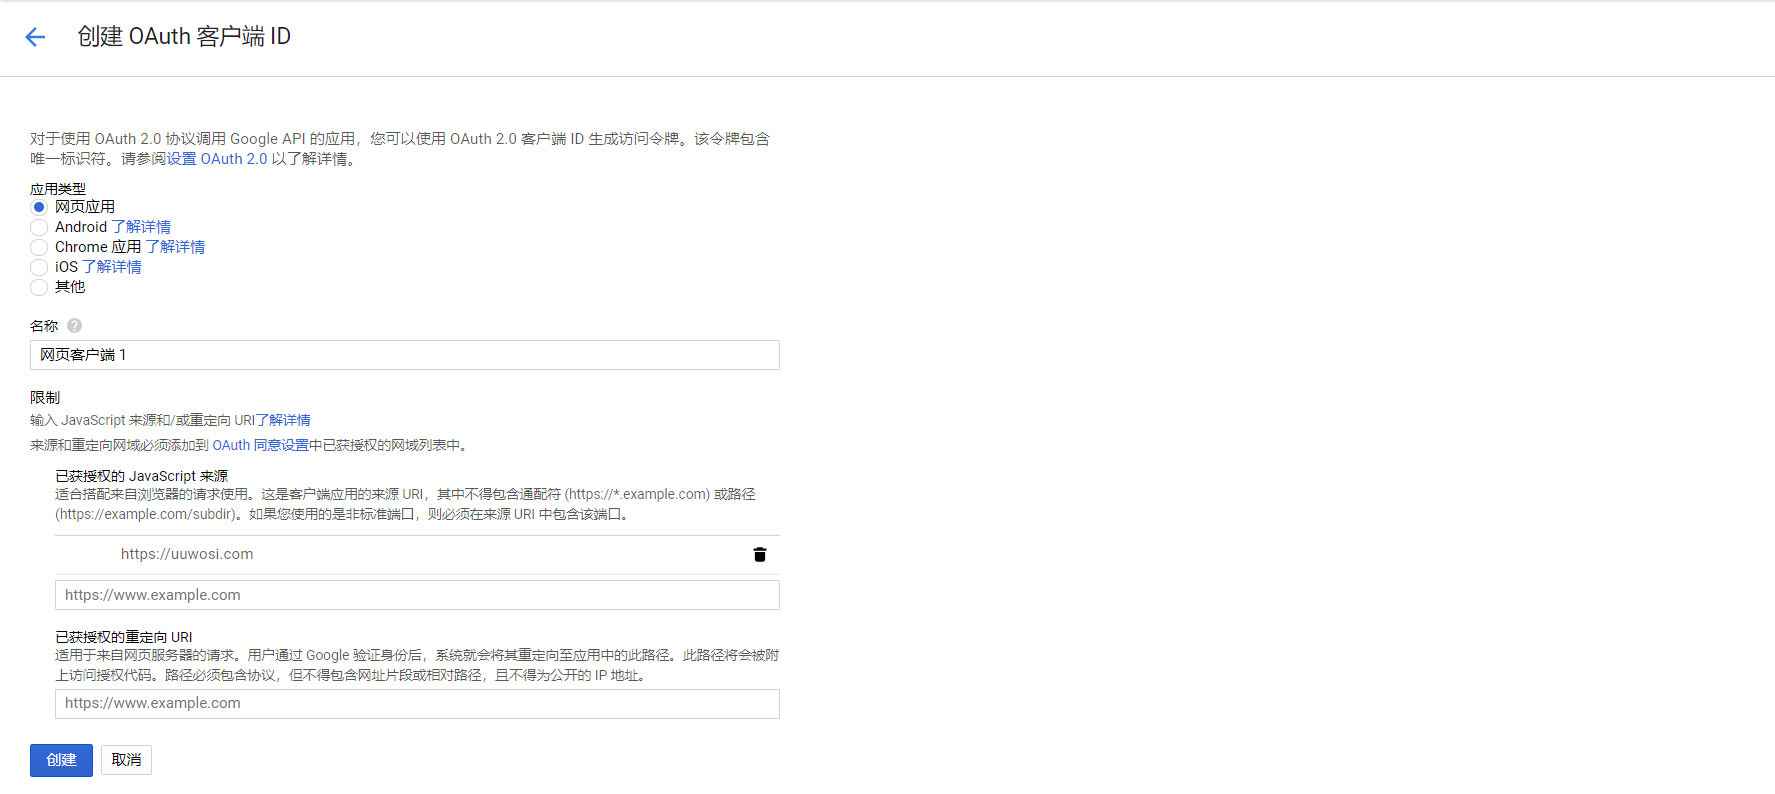 创建 OAuth 客户端 ID
对于使用 OAuth 2.0 协议调用 Google API 的应用，您可以使用 OAuth 2.0 客户端 ID 生成访问令牌。该令牌包含
唯一标识符。请参阅设置 OAuth 2.0 以了解详情。
应用类型
网页应用
Android 了解详情
Chrome 应用 了解详情
iOS 了解详情
其他
名称 ?
网页客户端 1
限制
输入 JavaScript 来源和/或重定向 URI了解详情
来源和重定向网域必须添加到 OAuth 同意设置中已获授权的网域列表中。
已获授权的 JavaScript 来源
适合搭配来自浏览器的请求使用。这是客户端应用的来源 URI，其中不得包含通配符 (https://*.example.com) 或路径
(https://example.com/subdir)。如果您使用的是非标准端口，则必须在来源 URI 中包含该端口。
https://uuwosi.com
https://www.example.com
已获授权的重定向 URI
适用于来自网页服务器的请求。用户通过 Google 验证身份后，系统就会将其重定向至应用中的此路径。此路径将会被附
上访问授权代码。路径必须包含协议，但不得包含网址片段或相对路径，且不得为公开的 IP 地址。
https://www.example.com
创建 取消